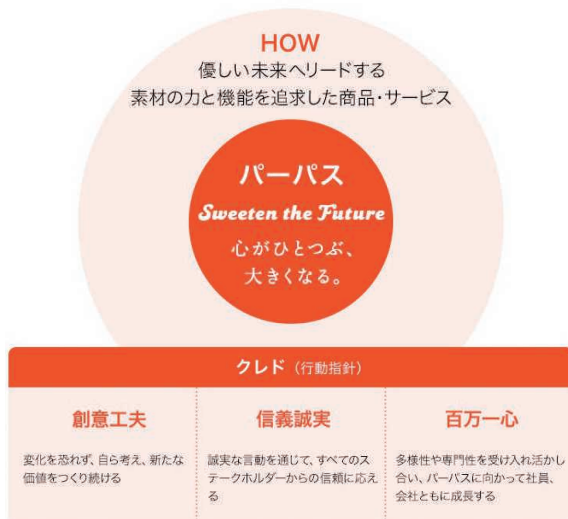 HOW
優しい未来へリードする
素材の力と機能を追求した商品・サービス
パーパス
Sweeten the Future
心がひとつぶ、
大きくなる。
クレド（行動指針）
創意工夫
変化を恐れず、自ら考え、新たな
価値をつくり続ける
信義誠実
誠実な言動を通じて、すべてのス
テークホルダーからの信頼に応え
る
百万一心
多様性や専門性を受け入れ活かし
合い、パーパスに向かって社員、
会社ともに成長する